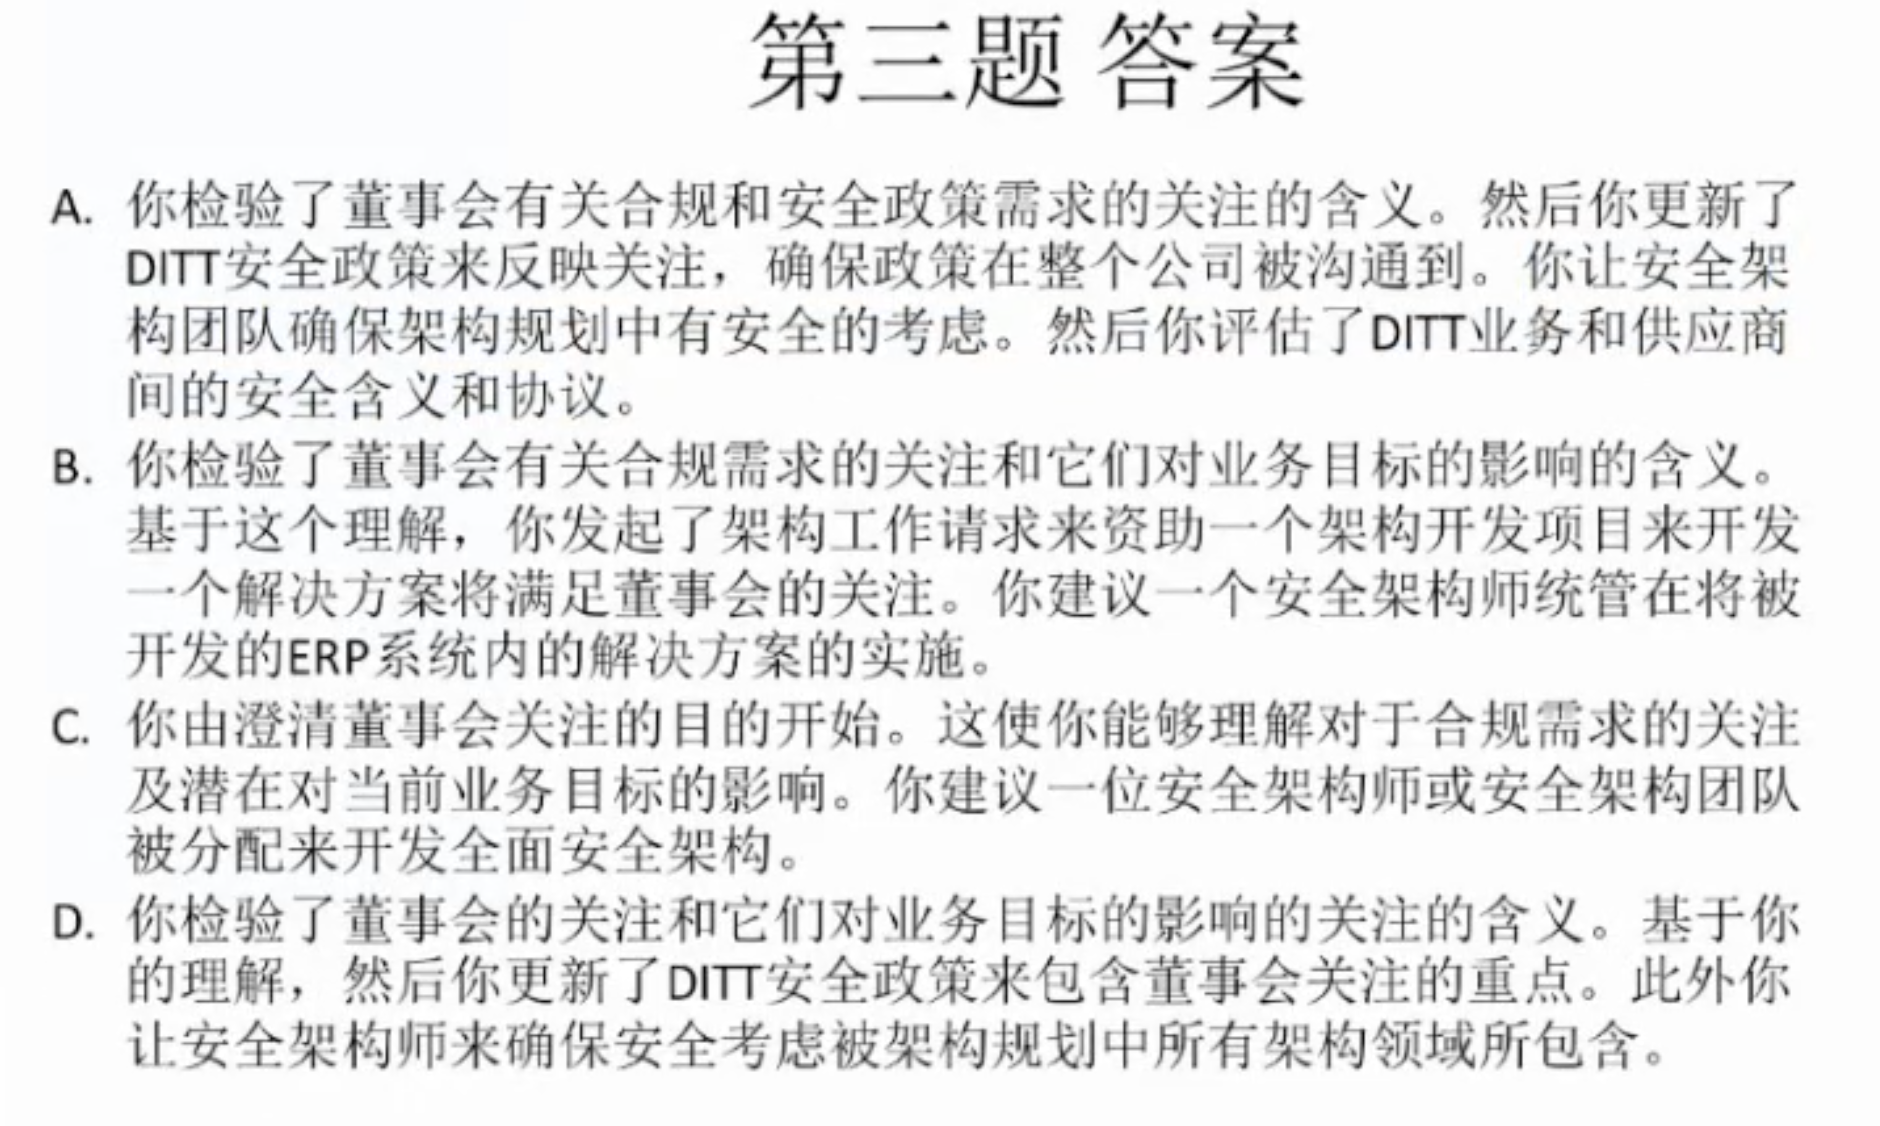 第三题 答案
A. 你检验了董事会有关合规和安全政策需求的关注的含义。然后你更新了
DITT安全政策来反映关注，确保政策在整个公司被沟通到。你让安全架
构团队确保架构规划中有安全的考虑。然后你评估了DITT业务和供应商
间的安全含义和协议。
B. 你检验了董事会有关合规需求的关注和它们对业务目标的影响的含义。
基于这个理解，你发起了架构工作请求来资助一个架构开发项目来开发
一个解决方案将满足董事会的关注。你建议一个安全架构师统管在将被
开发的ERP系统内的解决方案的实施。
C. 你由澄清董事会关注的目的开始。这使你能够理解对于合规需求的关注
及潜在对当前业务目标的影响。你建议一位安全架构师或安全架构团队
被分配来开发全面安全架构。
D. 你检验了董事会的关注和它们对业务目标的影响的关注的含义。基于你
的理解，然后你更新了DITT安全政策来包含董事会关注的重点。此外你
让安全架构师来确保安全考虑被架构规划中所有架构领域所包含。